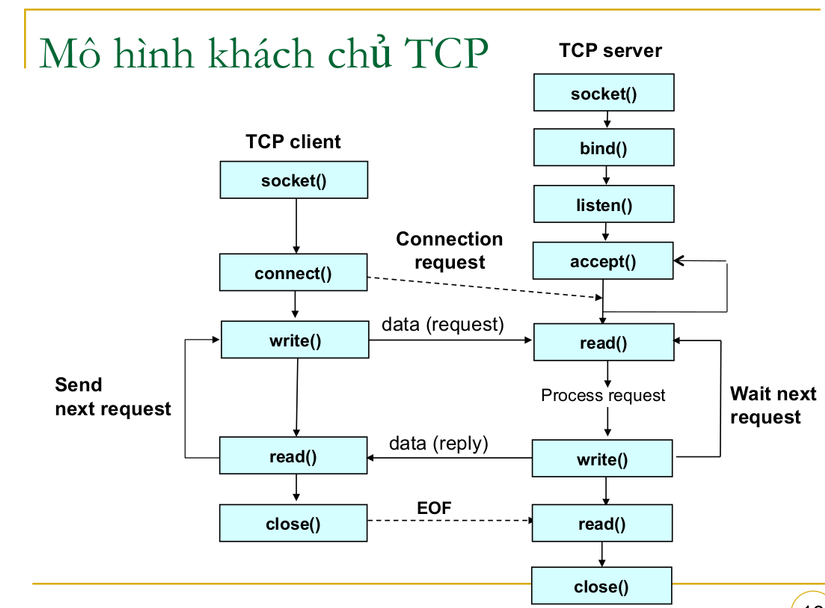 Mô hình khách chủ TCP
TCP server
socket()
bind()
listen()
accept()
read()
Process request
write()
read()
close()
Wait next
request
TCP client
socket()
connect()
write()
read()
close()
Send
next request
Connection
request
data (request)
data (reply)
EOF